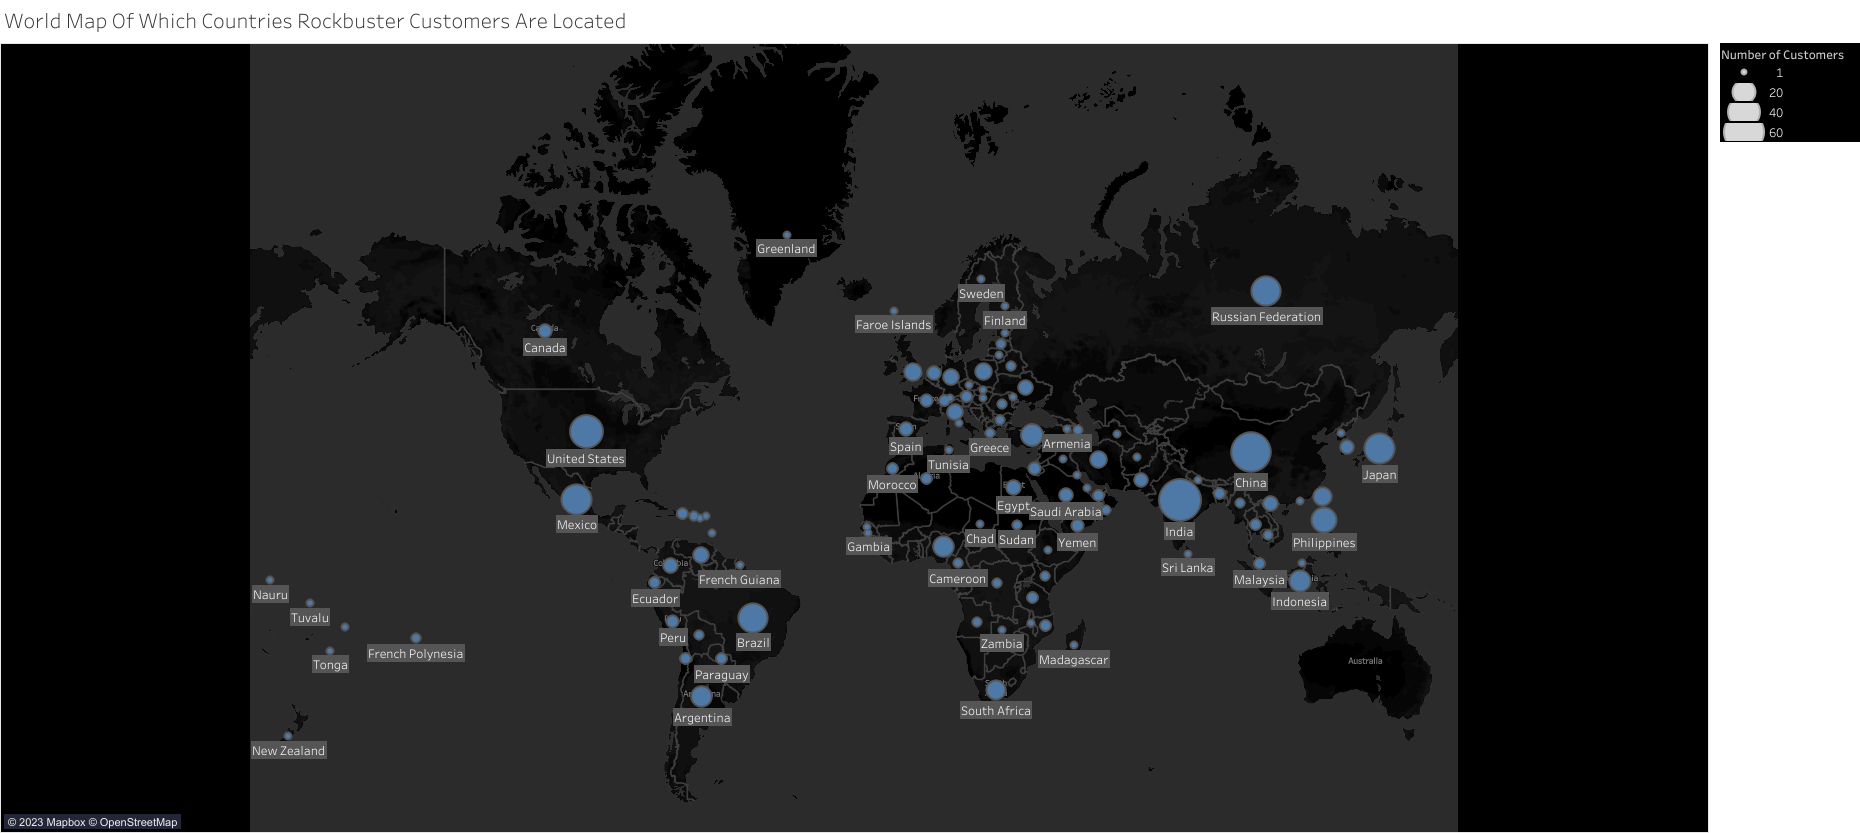 World Map Of Which Countries Rockbuster Customers Are Located
Number of Customers
1
20
40
60
Greenland
Sweden
Faroe Islands
Finland
Russian Federation
Canada
United States
Mexico
Spain
Greece
Armenia
Tunisia
Morocco
Egypt
Saudi Arabia
China
Japan
India
Gambia
Chad
Sudan
Yemen
Philippines
Sri Lanka
Cameroon
Malaysia
Indonesia
French Guiana
Ecuador
Nauru
Tuvalu
Tonga
French Polynesia
Peru
Brazil
Paraguay
Argentina
Zambia
Madagascar
South Africa
Australia
New Zealand
© 2023 Mapbox © OpenStreetMap